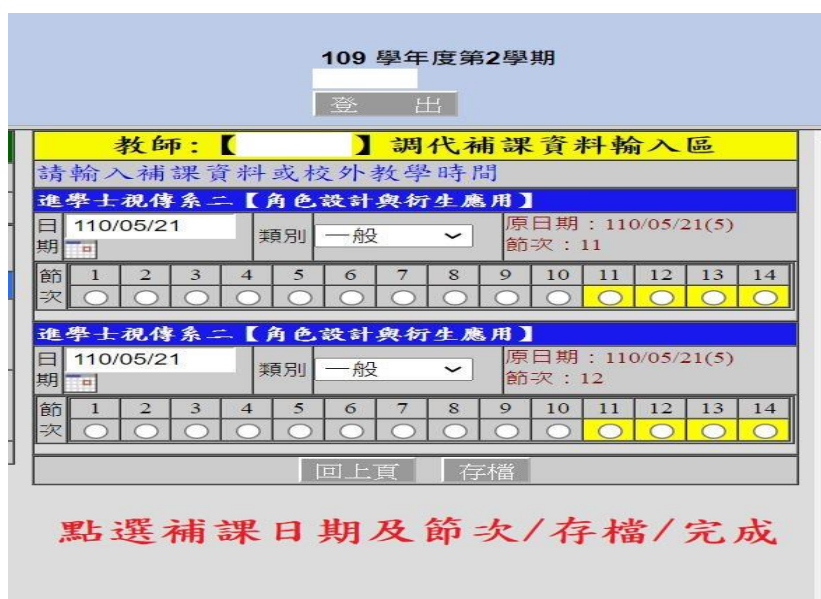 109 學年度第2學期
登 出
教師：【 】調代補課資料輸入區
請輸入補課資料或校外教學時間
進學士視傳系二【角色設計與衍生應用】
日期 110/05/21 類別 一般 原日期：110/05/21(5)
節次：11
節次 1 2 3 4 5 6 7 8 9 10 11 12 13 14
進學士視傳系二【角色設計與衍生應用】
日期 110/05/21 類別 一般 原日期：110/05/21(5)
節次：12
節次 1 2 3 4 5 6 7 8 9 10 11 12 13 14
回上頁 存檔
點選補課日期及節次/存檔/完成